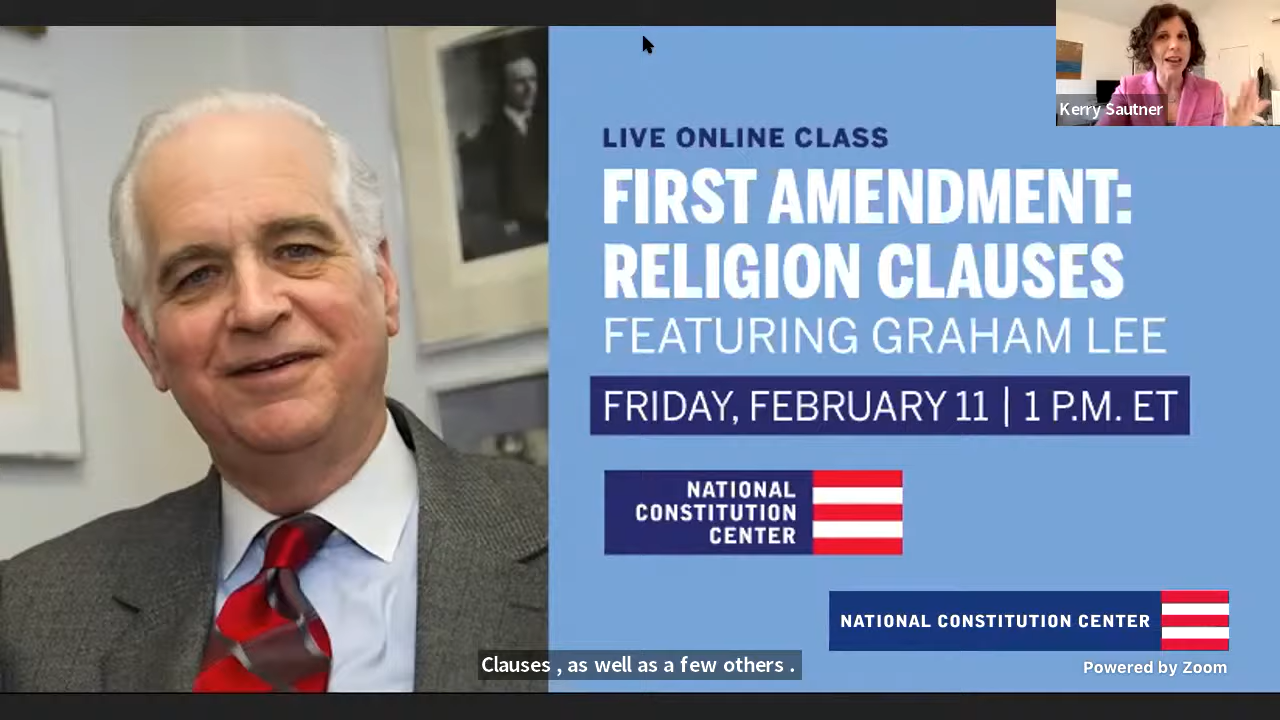 Kerry Sautner
LIVE ONLINE CLASS
FIRST AMENDMENT:
RELIGION CLAUSES
FEATURING GRAHAM LEE
FRIDAY, FEBRUARY 11 | 1 P.M. ET
NATIONAL
CONSTITUTION
CENTER
NATIONAL CONSTITUTION CENTER
Clauses , as well as a few others .
Powered by Zoom